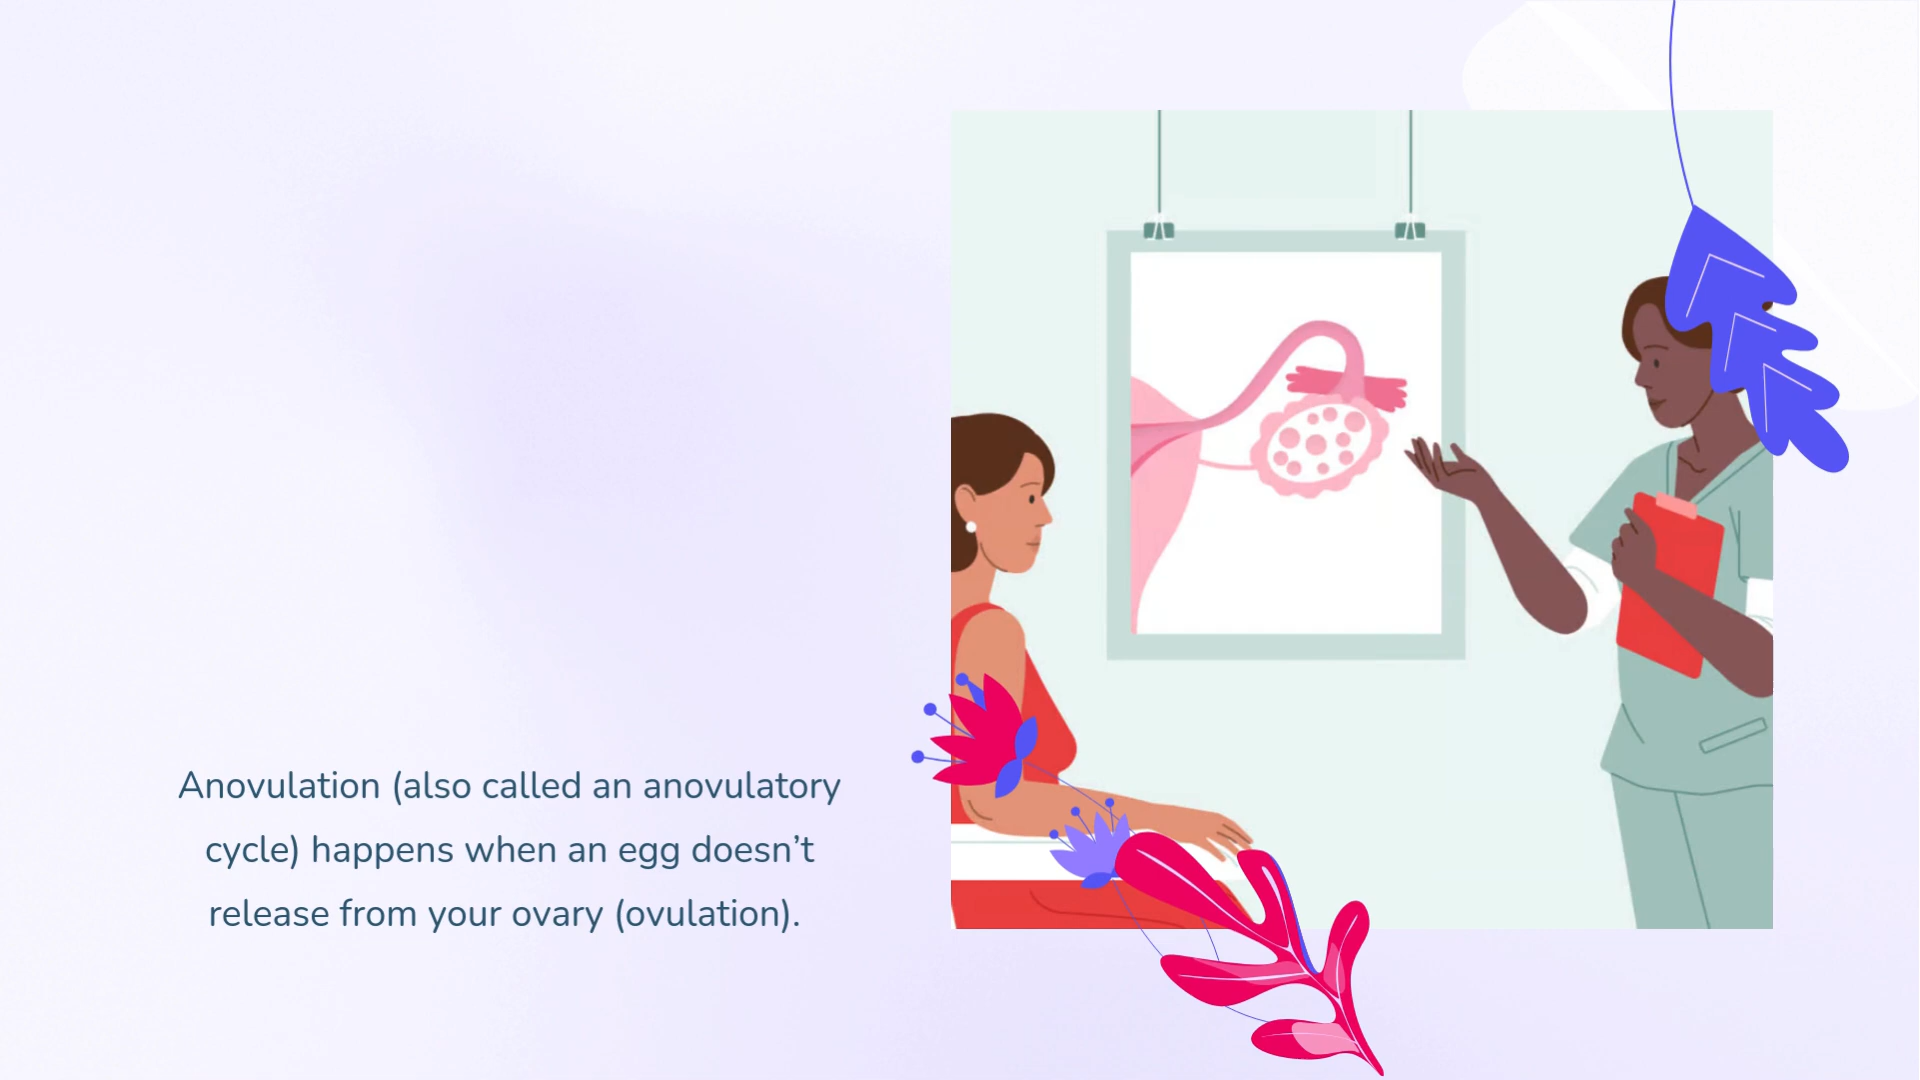 Anovulation (also called an anovulatory
cycle) happens when an egg doesn’t
release from your ovary (ovulation).